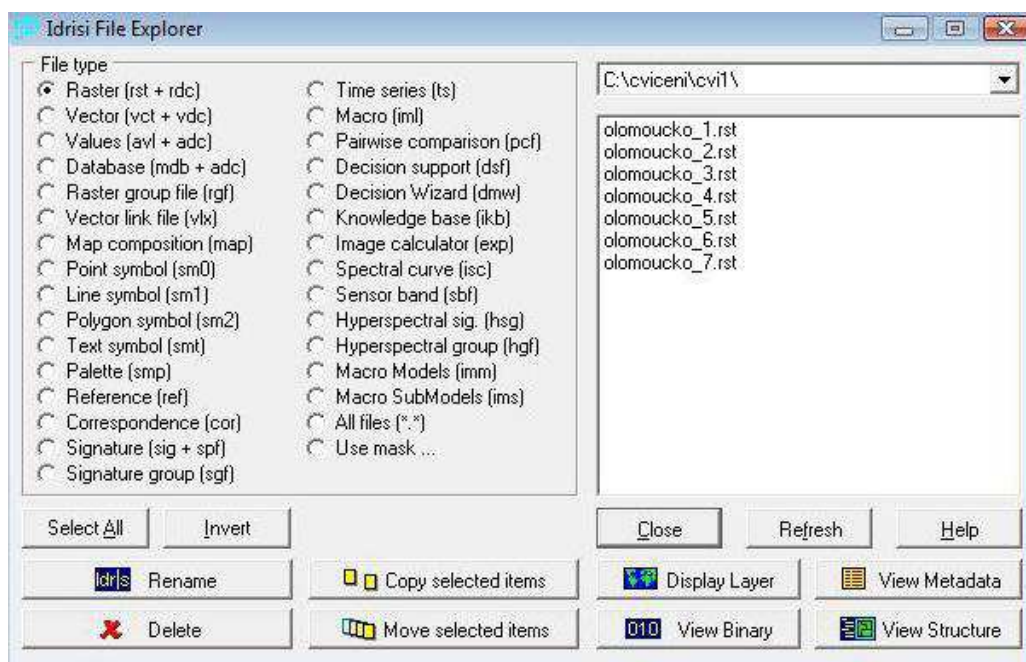 Idrisi File Explorer
File type
Raster (rst + rdc)
Vector (vct + vdc)
Values (avl + adc)
Database (mdb + adc)
Raster group file (rgf)
Vector link file (vlx)
Map composition (map)
Point symbol (sm0)
Line symbol (sm1)
Polygon symbol (sm2)
Text symbol (smt)
Palette (smp)
Reference (ref)
Correspondence (cor)
Signature (sig + spf)
Signature group (sgf)
Time series (ts)
Macro (iml)
Pairwise comparison (pcf)
Decision support (dsf)
Decision Wizard (dmw)
Knowledge base (ikb)
Image calculator (exp)
Spectral curve (isc)
Sensor band (sbf)
Hyperspectral sig. (hsg)
Hyperspectral group (hgf)
Macro Models (imm)
Macro SubModels (ims)
All files (*.*)
Use mask ...
C:\cviceni\cvi1\
olomoucko_1.rst
olomoucko_2.rst
olomoucko_3.rst
olomoucko_4.rst
olomoucko_5.rst
olomoucko_6.rst
olomoucko_7.rst
Select All
Invert
Close
Refresh
Help
Idr|s Rename
Copy selected items
Display Layer
View Metadata
Delete
Move selected items
010 View Binary
View Structure